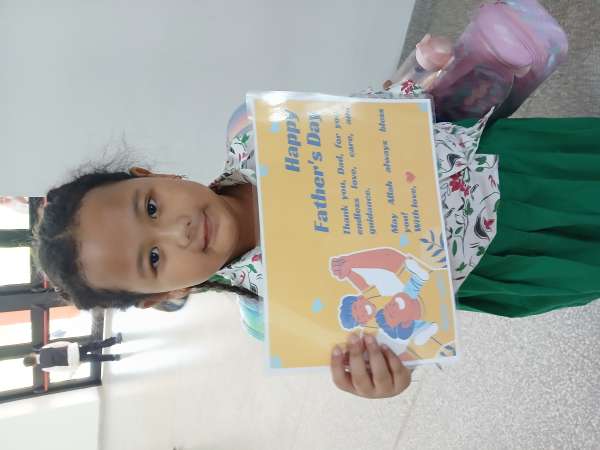 Happy
Father's Day
Thank you, Dad, for your
endless love, care, and
guidance.
May Allah always bless
you!
With love,